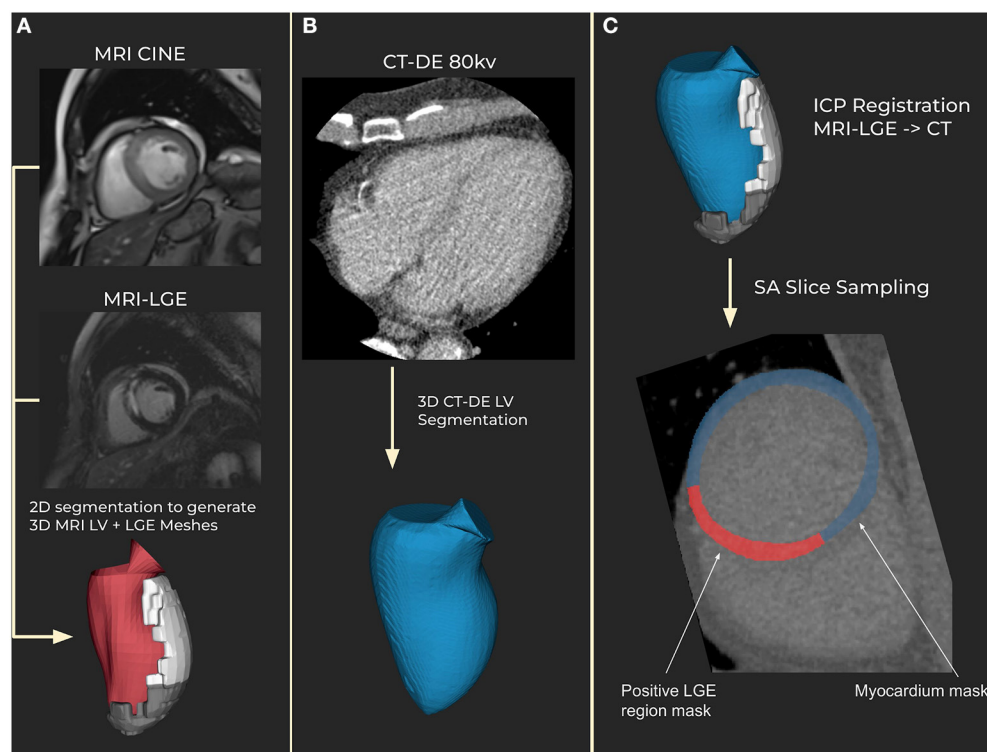 A
MRI CINE
MRI-LGE
2D segmentation to generate
3D MRI LV + LGE Meshes
B
CT-DE 80kv
3D CT-DE LV
Segmentation
C
ICP Registration
MRI-LGE -> CT
SA Slice Sampling
Positive LGE
region mask
Myocardium mask